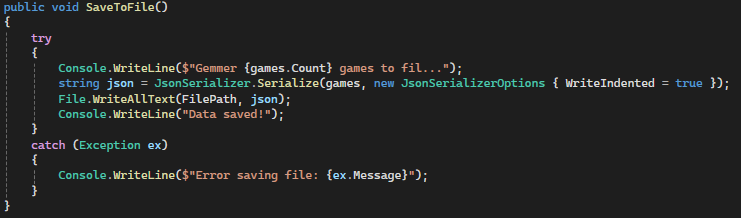 public void SaveToFile()
{
try
{
Console.WriteLine($"Gemmer {games.Count} games to fil...");
string json = JsonSerializer.Serialize(games, new JsonSerializerOptions { WriteIndented = true });
File.WriteAllText(FilePath, json);
Console.WriteLine("Data saved!");
}
catch (Exception ex)
{
Console.WriteLine($"Error saving file: {ex.Message}");
}
}